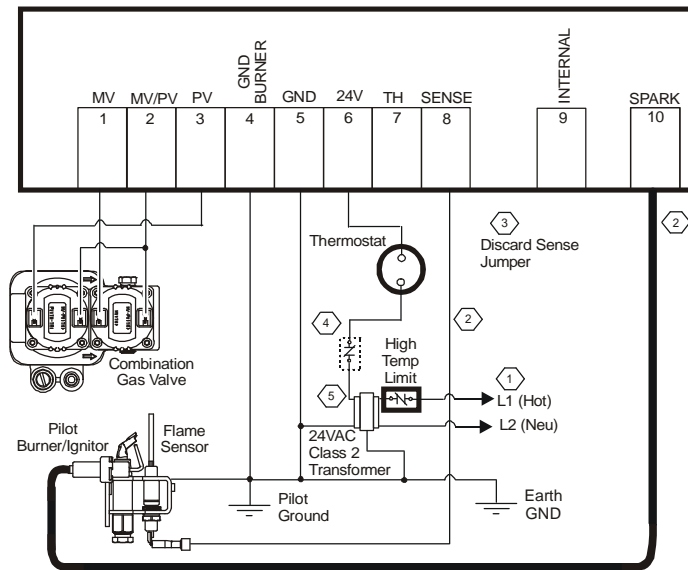 GND
BURNER
INTERNAL
MV
MV/PV
PV
GND
24V
TH
SENSE
SPARK
1
2
3
4
5
6
7
8
9
10
3
2
Thermostat
Discard Sense
Jumper
4
2
High
Temp
Limit
1
Combination
Gas Valve
5
L1 (Hot)
L2 (Neu)
Pilot
Burner/Ignitor
Flame
Sensor
24VAC
Class 2
Transformer
Pilot
Ground
Earth
GND